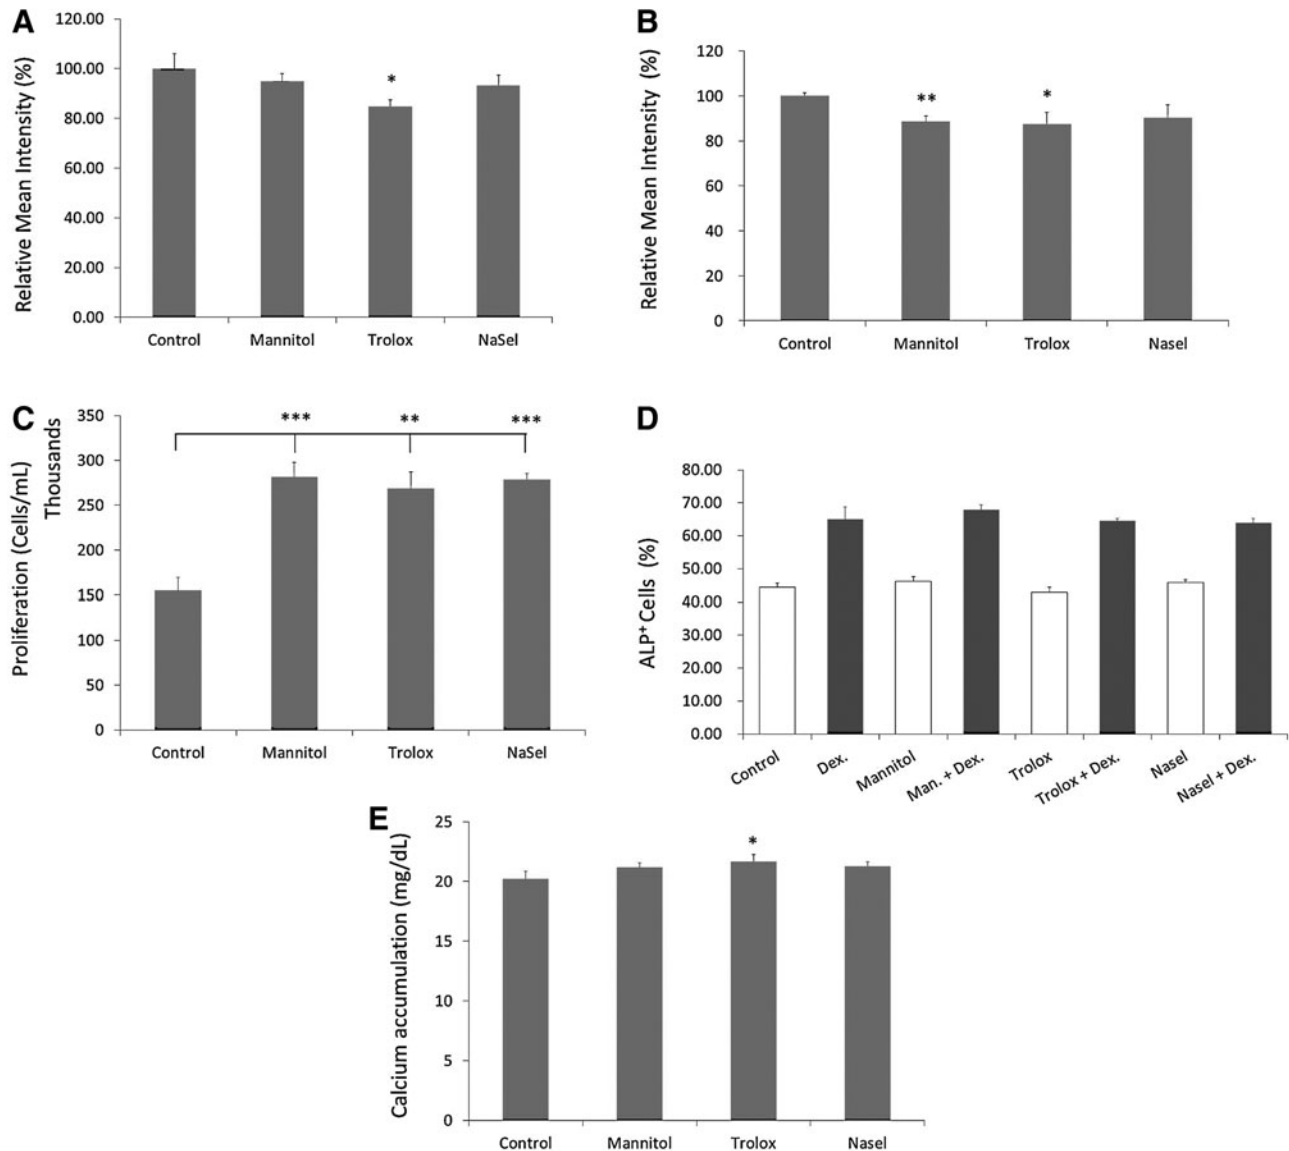 A
Relative Mean Intensity (%)
120.00
100.00
80.00
60.00
40.00
20.00
0.00
*
Control Mannitol Trolox NaSel
B
Relative Mean Intensity (%)
120
100
80
60
40
20
0
** *
Control Mannitol Trolox Nasel
C
Proliferation (Cells/mL)
Thousands
350
300
250
200
150
100
50
0
*** ** ***
Control Mannitol Trolox NaSel
D
ALP+ Cells (%)
80.00
70.00
60.00
50.00
40.00
30.00
20.00
10.00
0.00
Control Dex. Mannitol Man. + Dex. Trolox Trolox + Dex. Nasel Nasel + Dex.
E
Calcium accumulation (mg/dL)
25
20
15
10
5
0
*
Control Mannitol Trolox Nasel